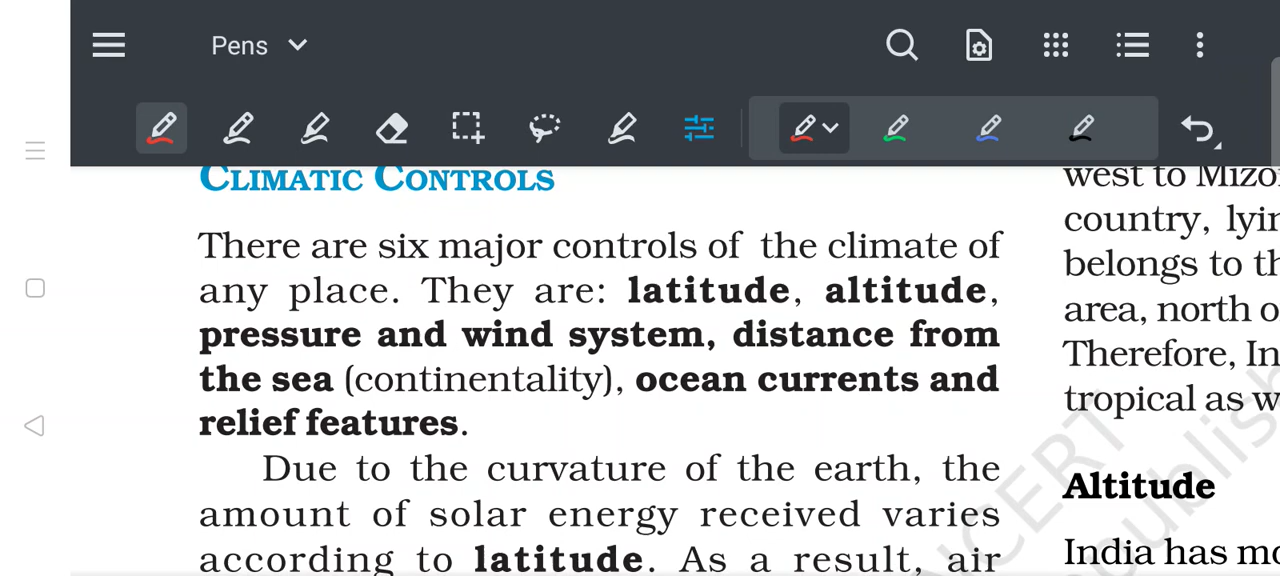 Pens
CLIMATIC CONTROLS
There are six major controls of the climate of
any place. They are: latitude, altitude,
pressure and wind system, distance from
the sea (continentality), ocean currents and
relief features.
Due to the curvature of the earth, the
amount of solar energy received varies
according to latitude. As a result, air
west to Mizo
country, lyin
belongs to th
area, north o
Therefore, In
tropical as w
Altitude
India has mo
NCERT
publish